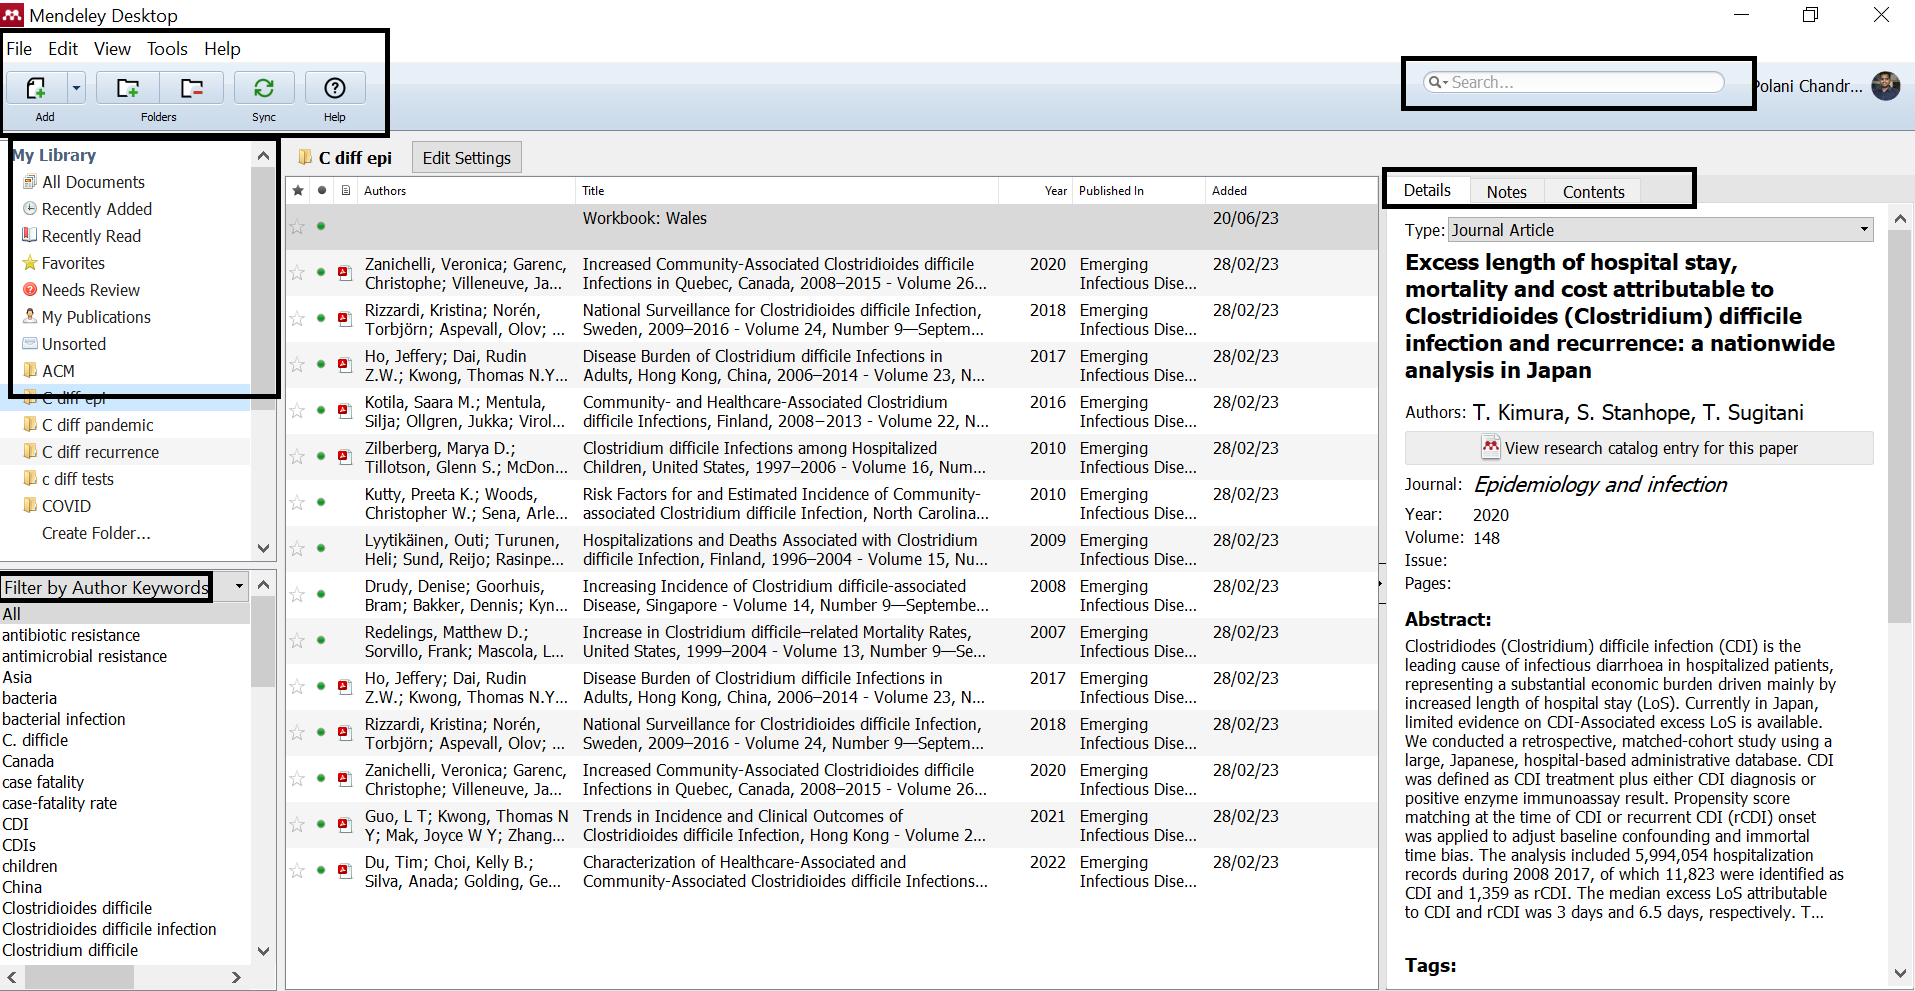 Mendeley Desktop
File Edit View Tools Help
Add Folders Sync Help
Search...
Polani Chandr...
My Library
All Documents
Recently Added
Recently Read
Favorites
Needs Review
My Publications
Unsorted
ACM
C diff epi
C diff pandemic
C diff recurrence
c diff tests
COVID
Create Folder...
Filter by Author Keywords
All
antibiotic resistance
antimicrobial resistance
Asia
bacteria
bacterial infection
C. difficle
Canada
case fatality
case-fatality rate
CDI
CDIs
children
China
Clostridioides difficile
Clostridioides difficile infection
Clostridium difficile
C diff epi Edit Settings
Authors Title Year Published In Added
Workbook: Wales 20/06/23
Zanichelli, Veronica; Garenc, Increased Community-Associated Clostridioides difficile 2020 Emerging 28/02/23
Christophe; Villeneuve, Ja... Infections in Quebec, Canada, 2008–2015 - Volume 26... Infectious Dise...
Rizzardi, Kristina; Norén, National Surveillance for Clostridioides difficile Infection, 2018 Emerging 28/02/23
Torbjörn; Aspevall, Olov; ... Sweden, 2009–2016 - Volume 24, Number 9—Septem... Infectious Dise...
Ho, Jeffery; Dai, Rudin Disease Burden of Clostridium difficile Infections in 2017 Emerging 28/02/23
Z.W.; Kwong, Thomas N.Y... Adults, Hong Kong, China, 2006–2014 - Volume 23, N... Infectious Dise...
Kotila, Saara M.; Mentula, Community- and Healthcare-Associated Clostridium 2016 Emerging 28/02/23
Silja; Ollgren, Jukka; Virol... difficile Infections, Finland, 2008–2013 - Volume 22, N... Infectious Dise...
Zilberberg, Marya D.; Clostridium difficile Infections among Hospitalized 2010 Emerging 28/02/23
Tillotson, Glenn S.; McDon... Children, United States, 1997–2006 - Volume 16, Num... Infectious Dise...
Kutty, Preeta K.; Woods, Risk Factors for and Estimated Incidence of Community- 2010 Emerging 28/02/23
Christopher W.; Sena, Arle... associated Clostridium difficile Infection, North Carolina... Infectious Dise...
Lyytikäinen, Outi; Turunen, Hospitalizations and Deaths Associated with Clostridium 2009 Emerging 28/02/23
Heli; Sund, Reijo; Rasinpe... difficile Infection, Finland, 1996–2004 - Volume 15, Nu... Infectious Dise...
Drudy, Denise; Goorhuis, Increasing Incidence of Clostridium difficile-associated 2008 Emerging 28/02/23
Bram; Bakker, Dennis; Kyn... Disease, Singapore - Volume 14, Number 9—Septembe... Infectious Dise...
Redelings, Matthew D.; Increase in Clostridium difficile–related Mortality Rates, 2007 Emerging 28/02/23
Sorvillo, Frank; Mascola, L... United States, 1999–2004 - Volume 13, Number 9—Se... Infectious Dise...
Ho, Jeffery; Dai, Rudin Disease Burden of Clostridium difficile Infections in 2017 Emerging 28/02/23
Z.W.; Kwong, Thomas N.Y... Adults, Hong Kong, China, 2006–2014 - Volume 23, N... Infectious Dise...
Rizzardi, Kristina; Norén, National Surveillance for Clostridioides difficile Infection, 2018 Emerging 28/02/23
Torbjörn; Aspevall, Olov; ... Sweden, 2009–2016 - Volume 24, Number 9—Septem... Infectious Dise...
Zanichelli, Veronica; Garenc, Increased Community-Associated Clostridioides difficile 2020 Emerging 28/02/23
Christophe; Villeneuve, Ja... Infections in Quebec, Canada, 2008–2015 - Volume 26... Infectious Dise...
Guo, L T; Kwong, Thomas N Trends in Incidence and Clinical Outcomes of 2021 Emerging 28/02/23
Y; Mak, Joyce W Y; Zhang... Clostridioides difficile Infection, Hong Kong - Volume 2... Infectious Dise...
Du, Tim; Choi, Kelly B.; Characterization of Healthcare-Associated and 2022 Emerging 28/02/23
Silva, Anada; Golding, Ge... Community-Associated Clostridioides difficile Infections... Infectious Dise...
Details Notes Contents
Type: Journal Article
Excess length of hospital stay,
mortality and cost attributable to
Clostridioides (Clostridium) difficile
infection and recurrence: a nationwide
analysis in Japan
Authors: T. Kimura, S. Stanhope, T. Sugitani
View research catalog entry for this paper
Journal: Epidemiology and infection
Year: 2020
Volume: 148
Issue:
Pages:
Abstract:
Clostridiodes (Clostridium) difficile infection (CDI) is the
leading cause of infectious diarrhoea in hospitalized patients,
representing a substantial economic burden driven mainly by
increased length of hospital stay (LoS). Currently in Japan,
limited evidence on CDI-Associated excess LoS is available.
We conducted a retrospective, matched-cohort study using a
large, Japanese, hospital-based administrative database. CDI
was defined as CDI treatment plus either CDI diagnosis or
positive enzyme immunoassay result. Propensity score
matching at the time of CDI or recurrent CDI (rCDI) onset
was applied to adjust baseline confounding and immortal
time bias. The analysis included 5,994,054 hospitalization
records during 2008 2017, of which 11,823 were identified as
CDI and 1,359 as rCDI. The median excess LoS attributable
to CDI and rCDI was 3 days and 6.5 days, respectively. T...
Tags: